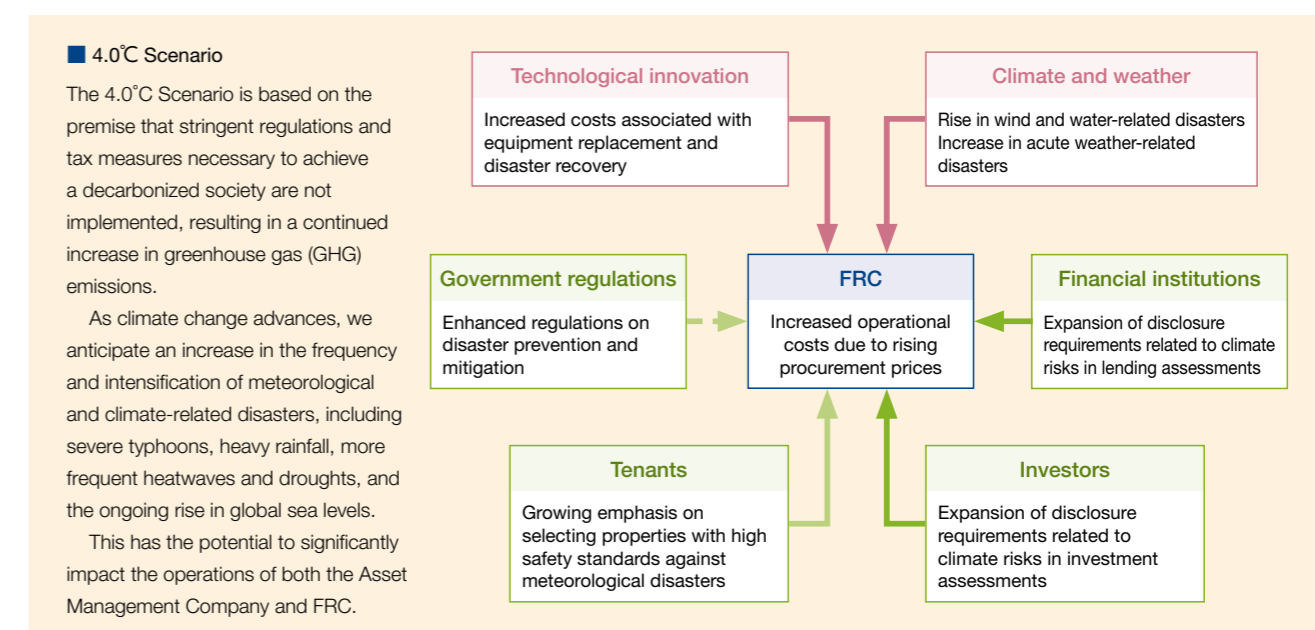 ■ 4.0℃ Scenario
The 4.0°C Scenario is based on the
premise that stringent regulations and
tax measures necessary to achieve
a decarbonized society are not
implemented, resulting in a continued
increase in greenhouse gas (GHG)
emissions.
As climate change advances, we
anticipate an increase in the frequency
and intensification of meteorological
and climate-related disasters, including
severe typhoons, heavy rainfall, more
frequent heatwaves and droughts, and
the ongoing rise in global sea levels.
This has the potential to significantly
impact the operations of both the Asset
Management Company and FRC.
Technological innovation
Increased costs associated with
equipment replacement and
disaster recovery
Climate and weather
Rise in wind and water-related disasters
Increase in acute weather-related
disasters
Government regulations
Enhanced regulations on
disaster prevention and
mitigation
FRC
Increased operational
costs due to rising
procurement prices
Financial institutions
Expansion of disclosure
requirements related to climate
risks in lending assessments
Tenants
Growing emphasis on
selecting properties with high
safety standards against
meteorological disasters
Investors
Expansion of disclosure
requirements related to
climate risks in investment
assessments